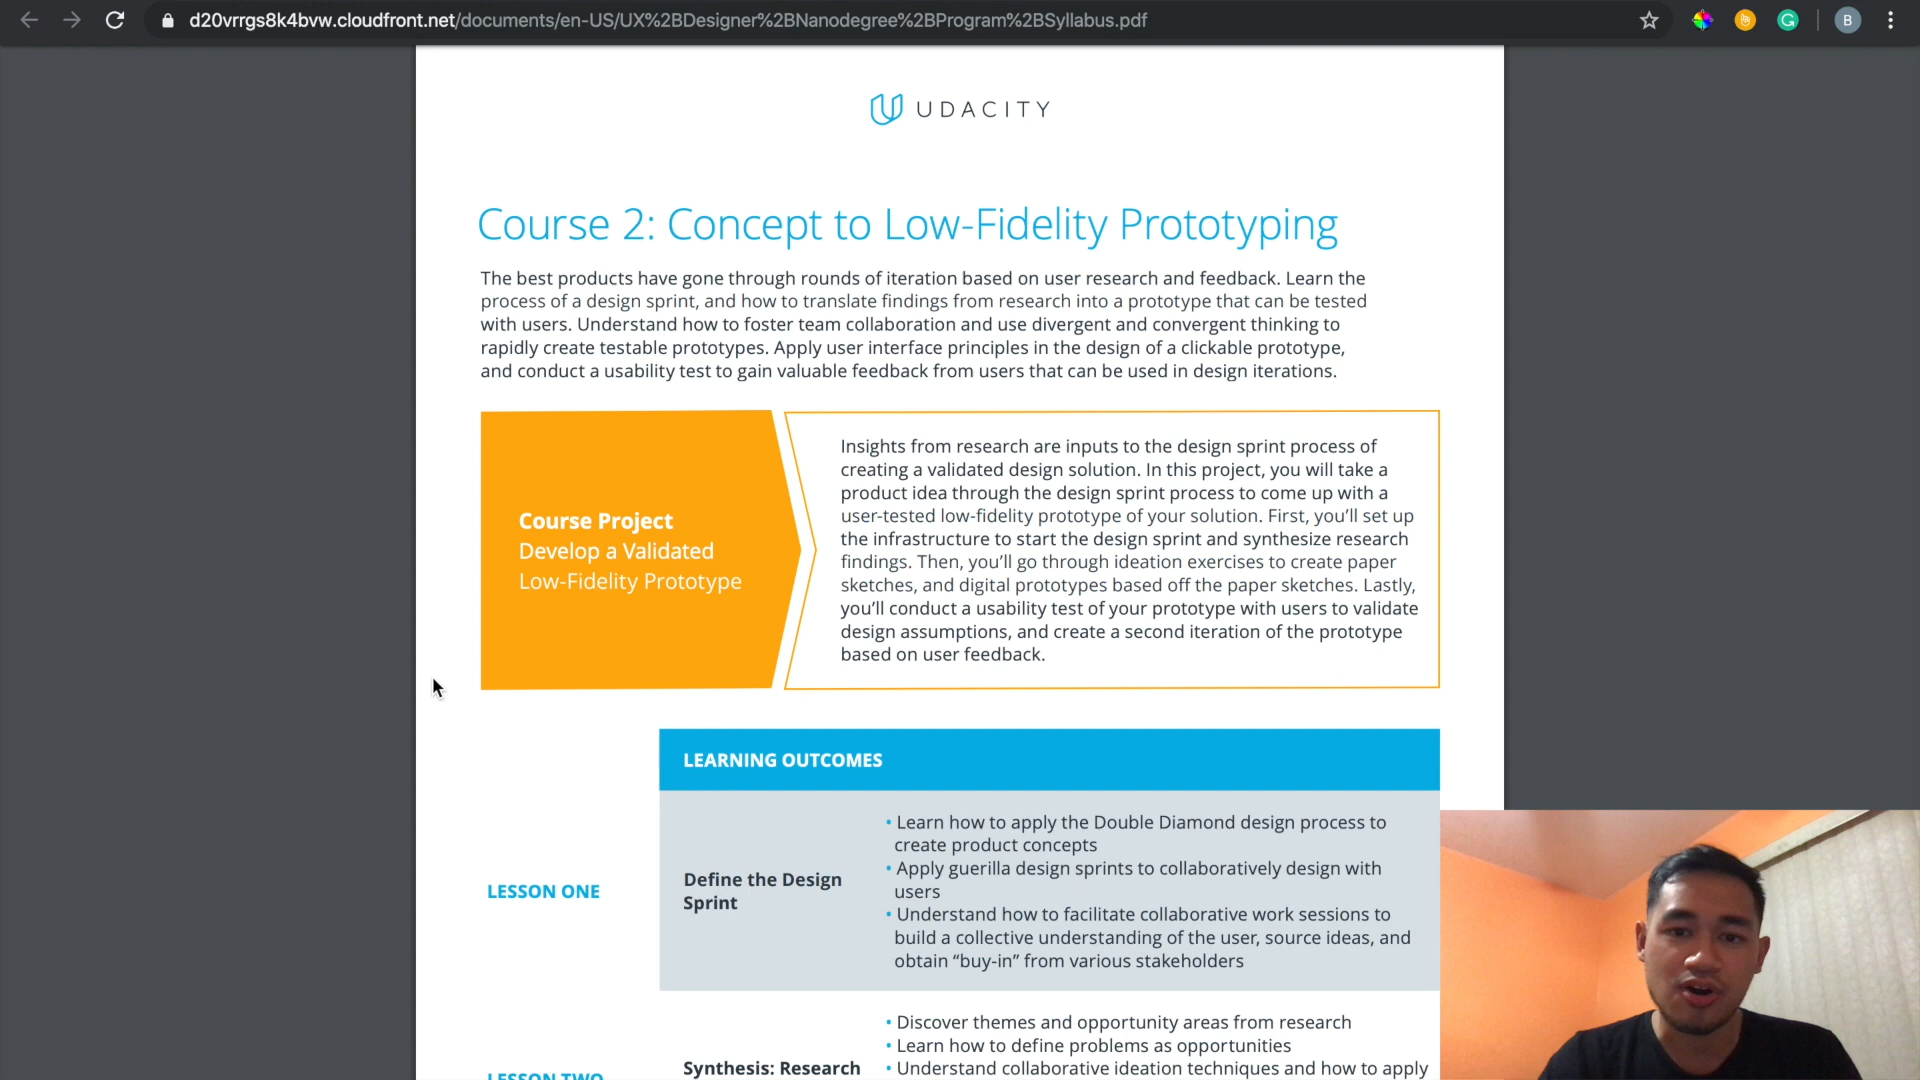 d20vrrgs8k4bvw.cloudfront.net/documents/en-US/UX%2BDesigner%2BNanodegree%2BProgram%2BSyllabus.pdf
B
UDACITY
Course 2: Concept to Low-Fidelity Prototyping
The best products have gone through rounds of iteration based on user research and feedback. Learn the
process of a design sprint, and how to translate findings from research into a prototype that can be tested
with users. Understand how to foster team collaboration and use divergent and convergent thinking to
rapidly create testable prototypes. Apply user interface principles in the design of a clickable prototype,
and conduct a usability test to gain valuable feedback from users that can be used in design iterations.
Course Project
Develop a Validated
Low-Fidelity Prototype
Insights from research are inputs to the design sprint process of
creating a validated design solution. In this project, you will take a
product idea through the design sprint process to come up with a
user-tested low-fidelity prototype of your solution. First, you’ll set up
the infrastructure to start the design sprint and synthesize research
findings. Then, you’ll go through ideation exercises to create paper
sketches, and digital prototypes based off the paper sketches. Lastly,
you’ll conduct a usability test of your prototype with users to validate
design assumptions, and create a second iteration of the prototype
based on user feedback.
LEARNING OUTCOMES
LESSON ONE
Define the Design
Sprint
• Learn how to apply the Double Diamond design process to
create product concepts
• Apply guerilla design sprints to collaboratively design with
users
• Understand how to facilitate collaborative work sessions to
build a collective understanding of the user, source ideas, and
obtain “buy-in” from various stakeholders
LESSON TWO
Synthesis: Research
• Discover themes and opportunity areas from research
• Learn how to define problems as opportunities
• Understand collaborative ideation techniques and how to apply